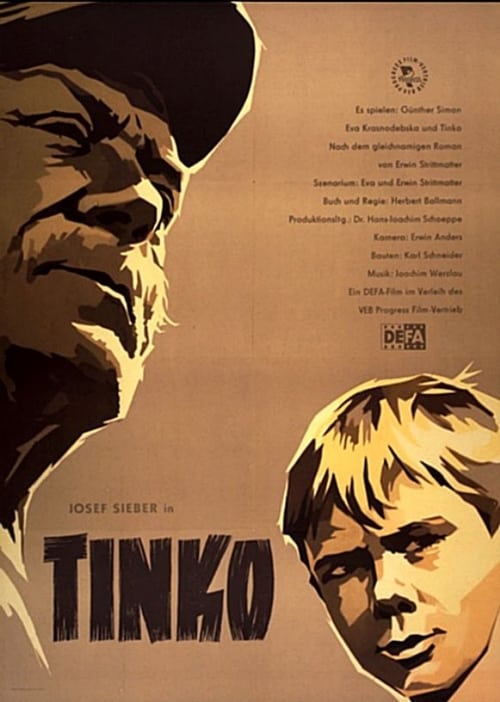 Es spielen: Günther Simon
Eva Krasnodebska und Tinko
Nach dem gleichnamigen Roman
von Erwin Strittmatter
Szenarium: Eva und Erwin Strittmatter
Buch und Regie: Herbert Ballmann
Produktionsltg.: Dr. Hans-Joachim Schoeppe
Kamera: Erwin Anders
Bauten: Karl Schneider
Musik: Joachim Werzlau
Ein DEFA-Film im Verleih des
VEB Progress Film-Vertrieb
DEFA
JOSEF SIEBER in
TINKO